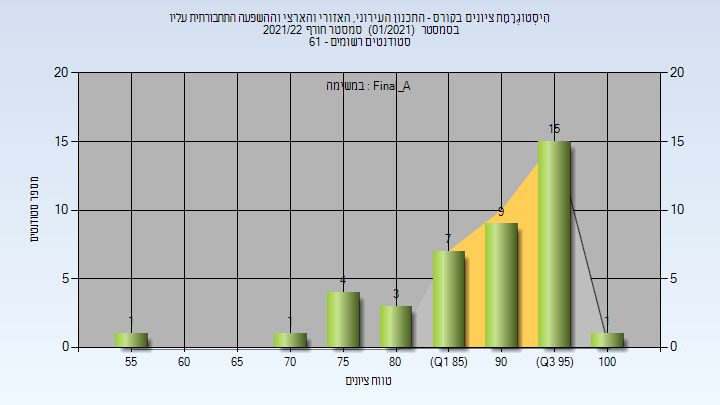 היסטוגרמת ציונים בקורס - התכנון העירוני, האזורי והארצי וההשפעה התחבורתית עליו
בסמסטר (01/2021) סמסטר חורף 2021/22
סטודנטים רשומים - 61
במשימה : Final_A
מספר סטודנטים
20 20
15 15
10 10
5 5
0 0
1 1 4 3 7 9 15 1
55 60 65 70 75 80 (Q1 85) 90 (Q3 95) 100
טווח ציונים